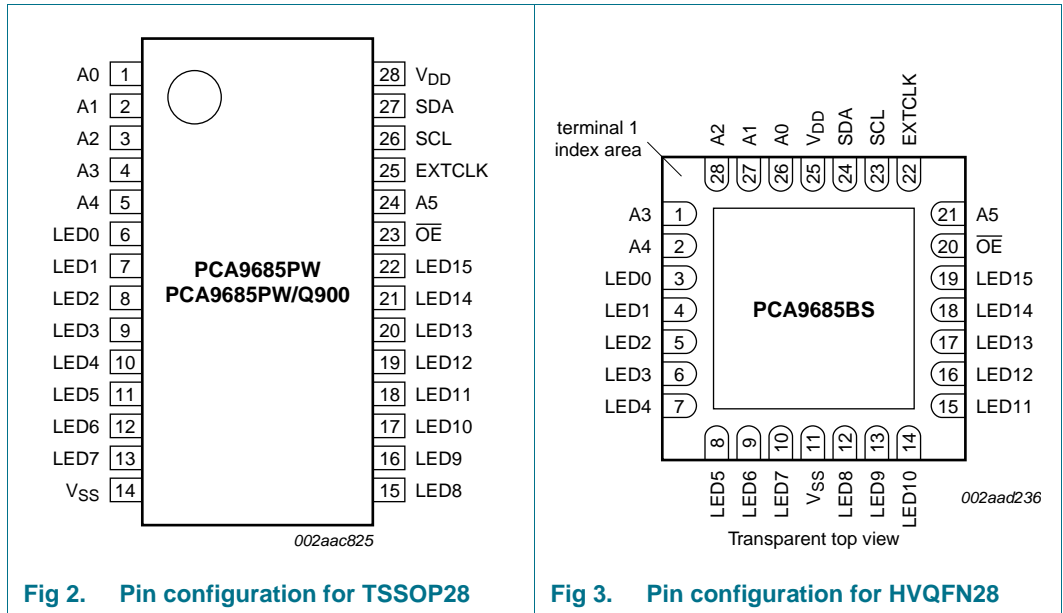 A0 1
A1 2
A2 3
A3 4
A4 5
LED0 6
LED1 7
LED2 8
LED3 9
LED4 10
LED5 11
LED6 12
LED7 13
VSS 14
PCA9685PW
PCA9685PW/Q900
28 VDD
27 SDA
26 SCL
25 EXTCLK
24 A5
23 OE
22 LED15
21 LED14
20 LED13
19 LED12
18 LED11
17 LED10
16 LED9
15 LED8
002aac825
Fig 2. Pin configuration for TSSOP28
terminal 1
index area
A2 A1 A0 VDD SDA SCL EXTCLK
28 27 26 25 24 23 22
A3 1
A4 2
LED0 3
LED1 4
LED2 5
LED3 6
LED4 7
PCA9685BS
21 A5
20 OE
19 LED15
18 LED14
17 LED13
16 LED12
15 LED11
8 9 10 11 12 13 14
LED5 LED6 LED7 VSS LED8 LED9 LED10
002aad236
Transparent top view
Fig 3. Pin configuration for HVQFN28